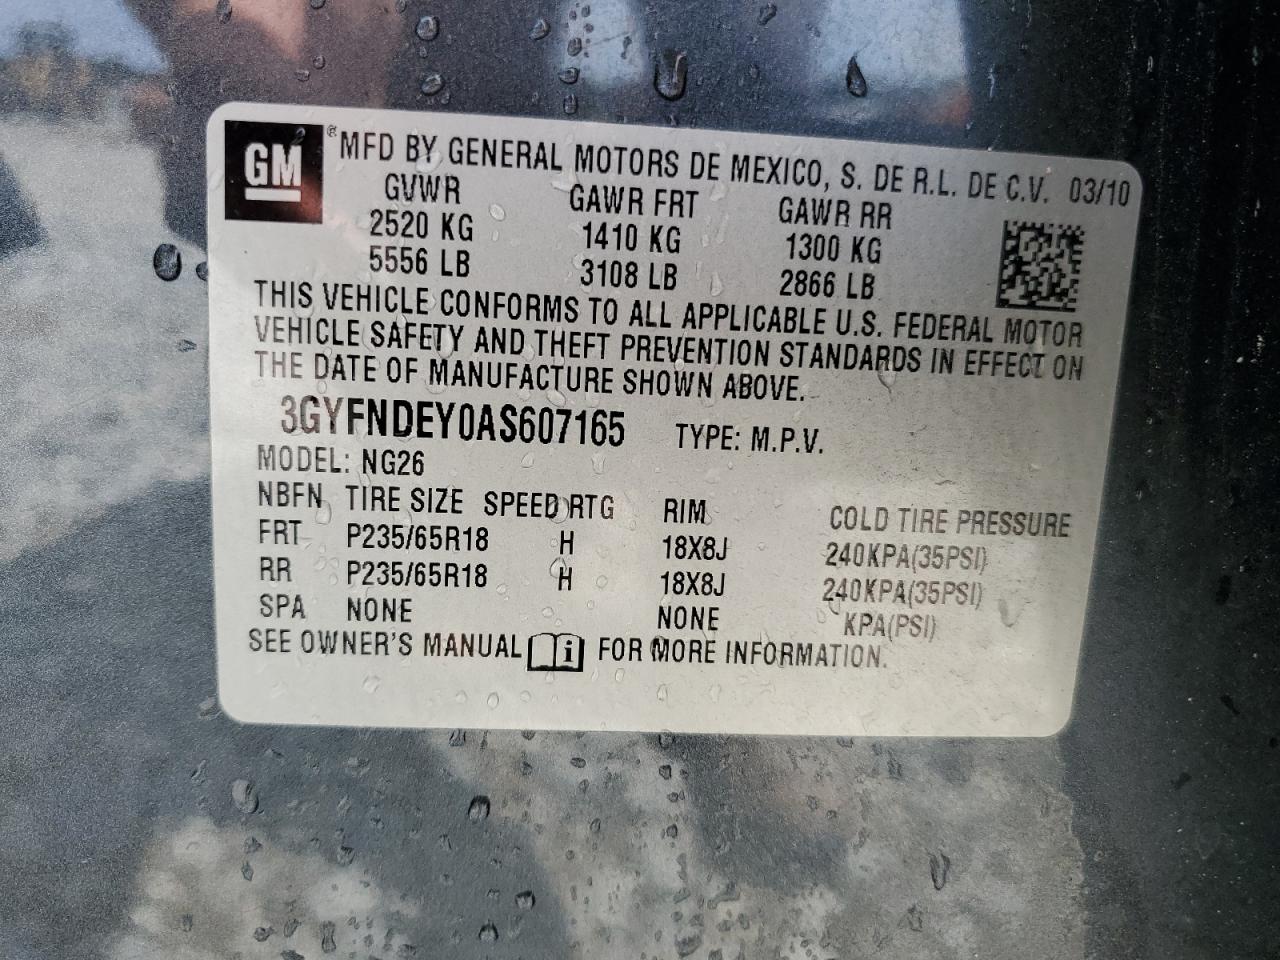 GM ® MFD BY GENERAL MOTORS DE MEXICO, S. DE R.L. DE C.V. 03/10
GVWR GAWR FRT GAWR RR
2520 KG 1410 KG 1300 KG
5556 LB 3108 LB 2866 LB
THIS VEHICLE CONFORMS TO ALL APPLICABLE U.S. FEDERAL MOTOR
VEHICLE SAFETY AND THEFT PREVENTION STANDARDS IN EFFECT ON
THE DATE OF MANUFACTURE SHOWN ABOVE.
3GYFNDEY0AS607165 TYPE: M.P.V.
MODEL: NG26
NBFN TIRE SIZE SPEED RTG RIM COLD TIRE PRESSURE
FRT P235/65R18 H 18X8J 240KPA(35PSI)
RR P235/65R18 H 18X8J 240KPA(35PSI)
SPA NONE NONE KPA(PSI)
SEE OWNER'S MANUAL i FOR MORE INFORMATION.